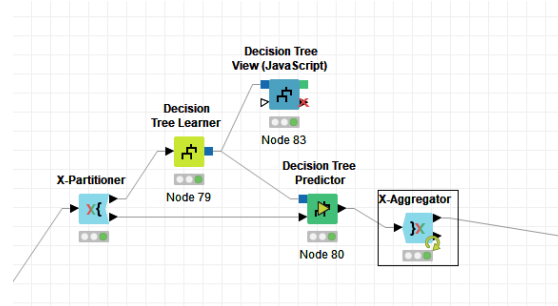 Decision Tree
View (JavaScript)
Node 83
Decision
Tree Learner
Node 79
X-Partitioner
X{
Decision Tree
Predictor
Node 80
X-Aggregator
}X